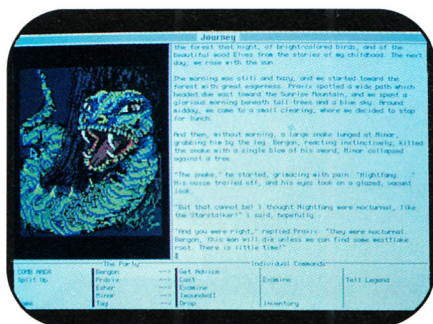 Journey
the forest that night, of bright-colored birds, and of the
beautiful wood Elves from the stories of my childhood. The next
day, we rose with the sun.
The morning was still and hazy, and we started toward the
forest with great eagerness. Praxix spotted a wide path which
headed due east toward the Sunrise Mountain, and we spent a
glorious morning beneath tall trees and a blue sky. Around
midday, we came to a small clearing, where we decided to stop
for lunch.
And then, without warning, a large snake lunged at Minar,
grabbing him by the leg. Bergon, reacting instinctively, killed
the snake with a single blow of his sword. Minar collapsed
against a tree.
"The snake," he started, grimacing with pain. "Nightfang. . ."
His voice trailed off, and his eyes took on a glazed, vacant
look.
"But that cannot be! I thought Nightfang were nocturnal, like
the Starstalker!" I said, hopefully.
"And you were right," replied Praxix. "They were nocturnal.
Bergon, this man will die unless we can find some westflake
root. There is little time!"
The Party Individual Commands
COMB AREA Bergon Get Advice
Split Up Praxix Cast Examine Tell Legend
Esher Examine
Minar [wounded]
Game Tag Drop Inventory